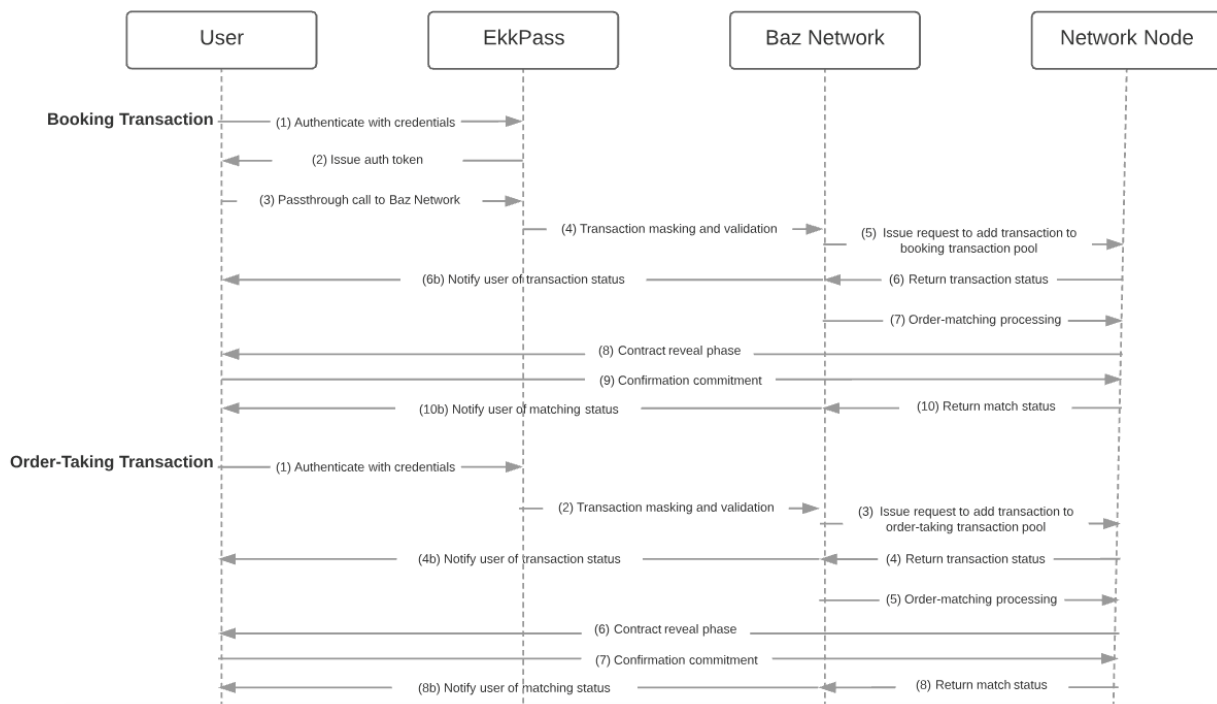 User
EkkPass
Baz Network
Network Node
Booking Transaction
(1) Authenticate with credentials
(2) Issue auth token
(3) Passthrough call to Baz Network
(4) Transaction masking and validation
(5) Issue request to add transaction to
booking transaction pool
(6b) Notify user of transaction status
(6) Return transaction status
(7) Order-matching processing
(8) Contract reveal phase
(9) Confirmation commitment
(10b) Notify user of matching status
(10) Return match status
Order-Taking Transaction
(1) Authenticate with credentials
(2) Transaction masking and validation
(3) Issue request to add transaction to
order-taking transaction pool
(4b) Notify user of transaction status
(4) Return transaction status
(5) Order-matching processing
(6) Contract reveal phase
(7) Confirmation commitment
(8b) Notify user of matching status
(8) Return match status